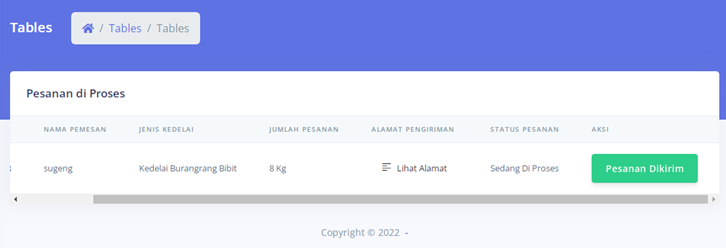 Tables
/ Tables / Tables
Pesanan di Proses
NAMA PEMESAN JENIS KEDELAI JUMLAH PESANAN ALAMAT PENGIRIMAN STATUS PESANAN AKSI
sugeng Kedelai Burangrang Bibit 8 Kg Lihat Alamat Sedang Di Proses Pesanan Dikirim
Copyright © 2022 -